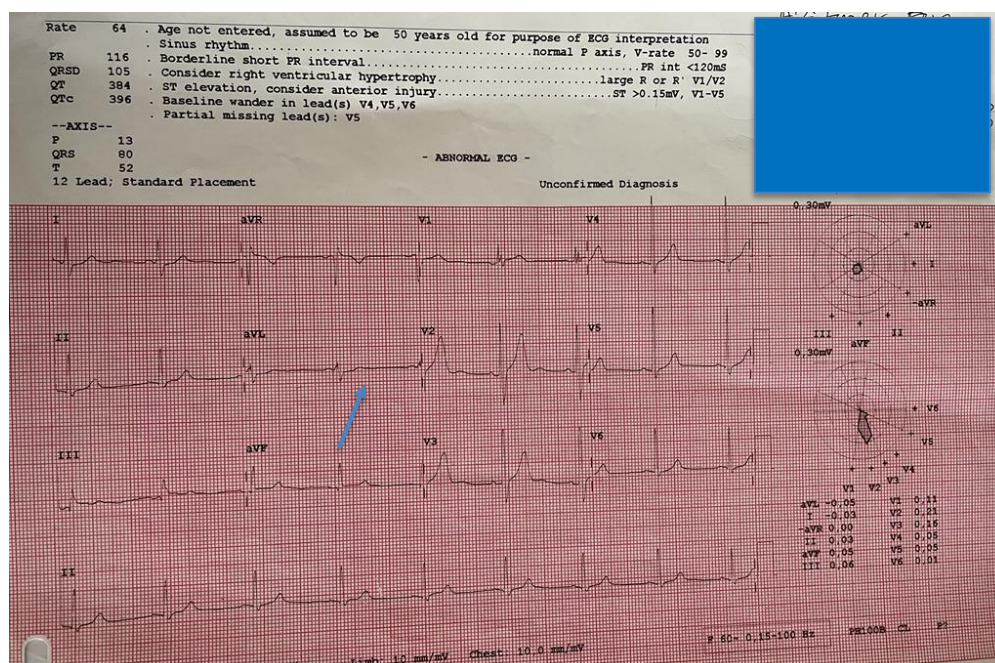 Rate 64 . Age not entered, assumed to be 50 years old for purpose of ECG interpretation
. Sinus rhythm.......................................normal P axis, V-rate 50- 99
PR 116 . Borderline short PR interval.....................................PR int <120mS
QRSD 105 . Consider right ventricular hypertrophy......................large R or R' V1/V2
QT 384 . ST elevation, consider anterior injury........................ST >0.15mV, V1-V5
QTc 396 . Baseline wander in lead(s) V4,V5,V6
. Partial missing lead(s): V5
--AXIS--
P 13
QRS 80
T 52
- ABNORMAL ECG -
12 Lead; Standard Placement
Unconfirmed Diagnosis
I aVR V1 V4
II aVL V2 V5
III aVF V3 V6
II
0,30mV
aVL
I
-aVR
III aVF II
0,30mV
V6
V5
V4
V3
V1 V2
aVL -0,05 V1 0,11
I -0,03 V2 0,21
-aVR 0,00 V3 0,16
II 0,03 V4 0,05
aVF 0,05 V5 0,05
III 0,06 V6 0,01
Limb: 10 mm/mV Chest: 10.0 mm/mV
F 60- 0,15-100 Hz PH100B CL P?